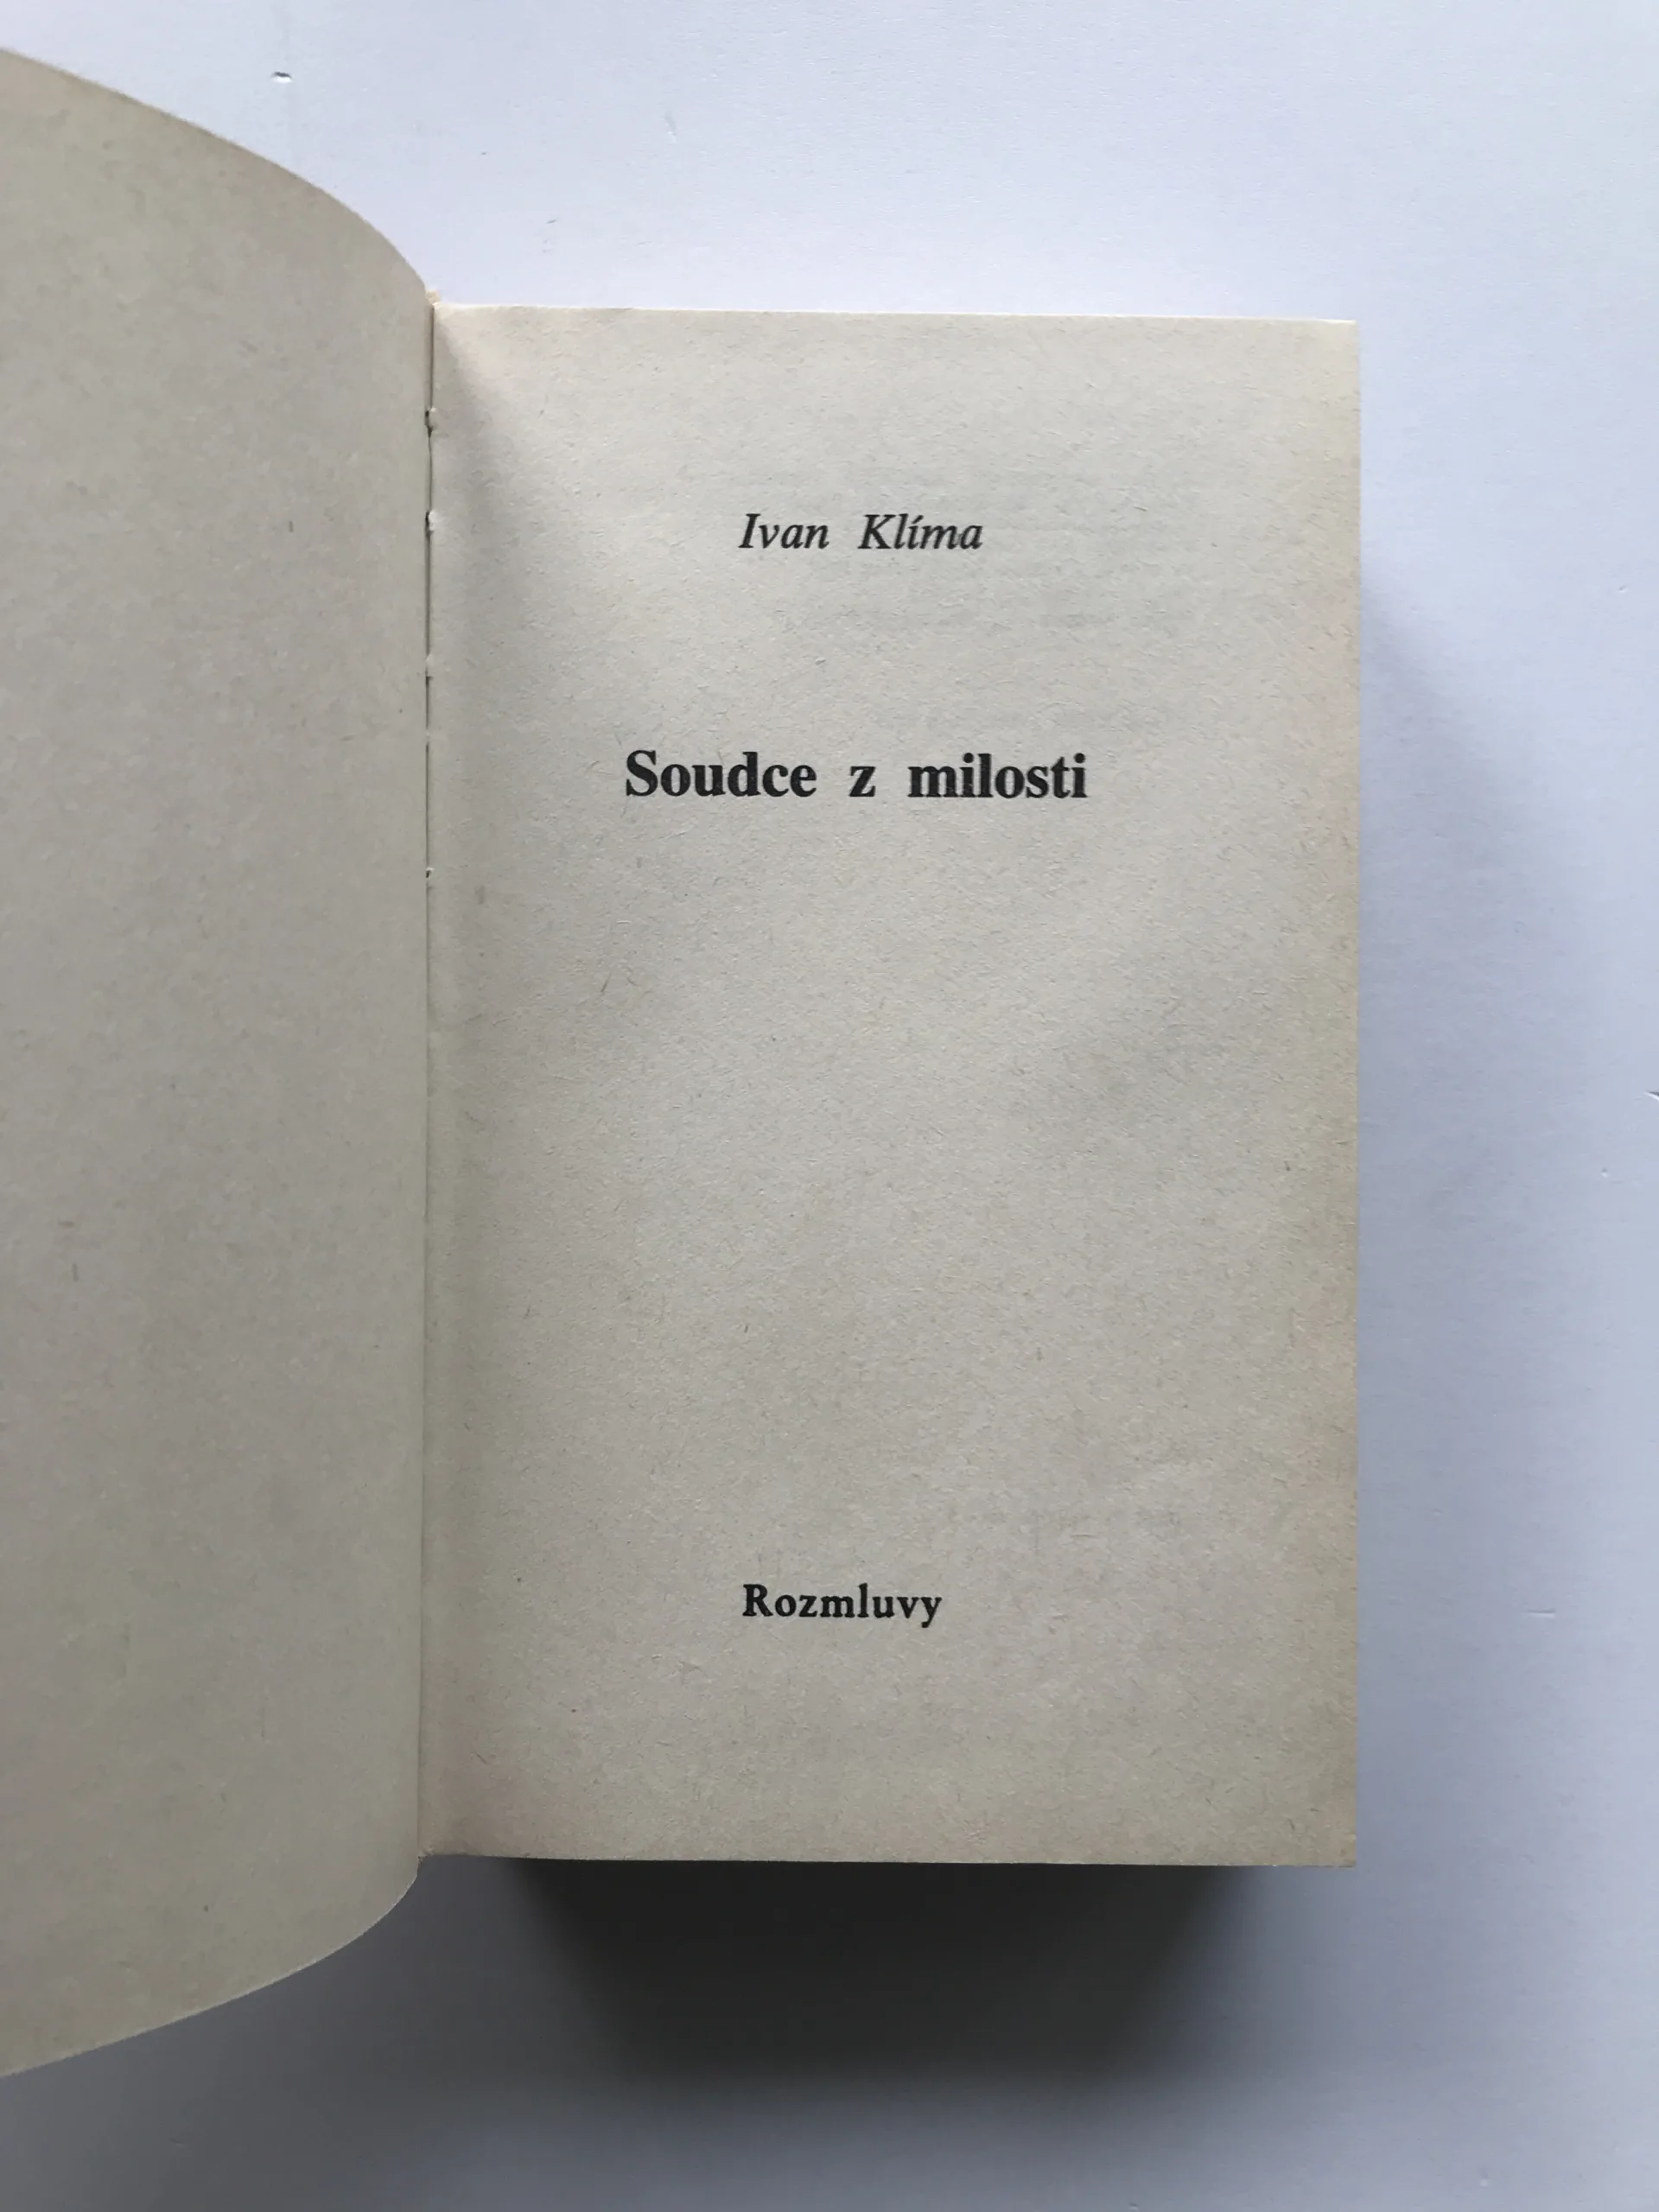 Ivan Klíma
Soudce z milosti
Rozmluvy